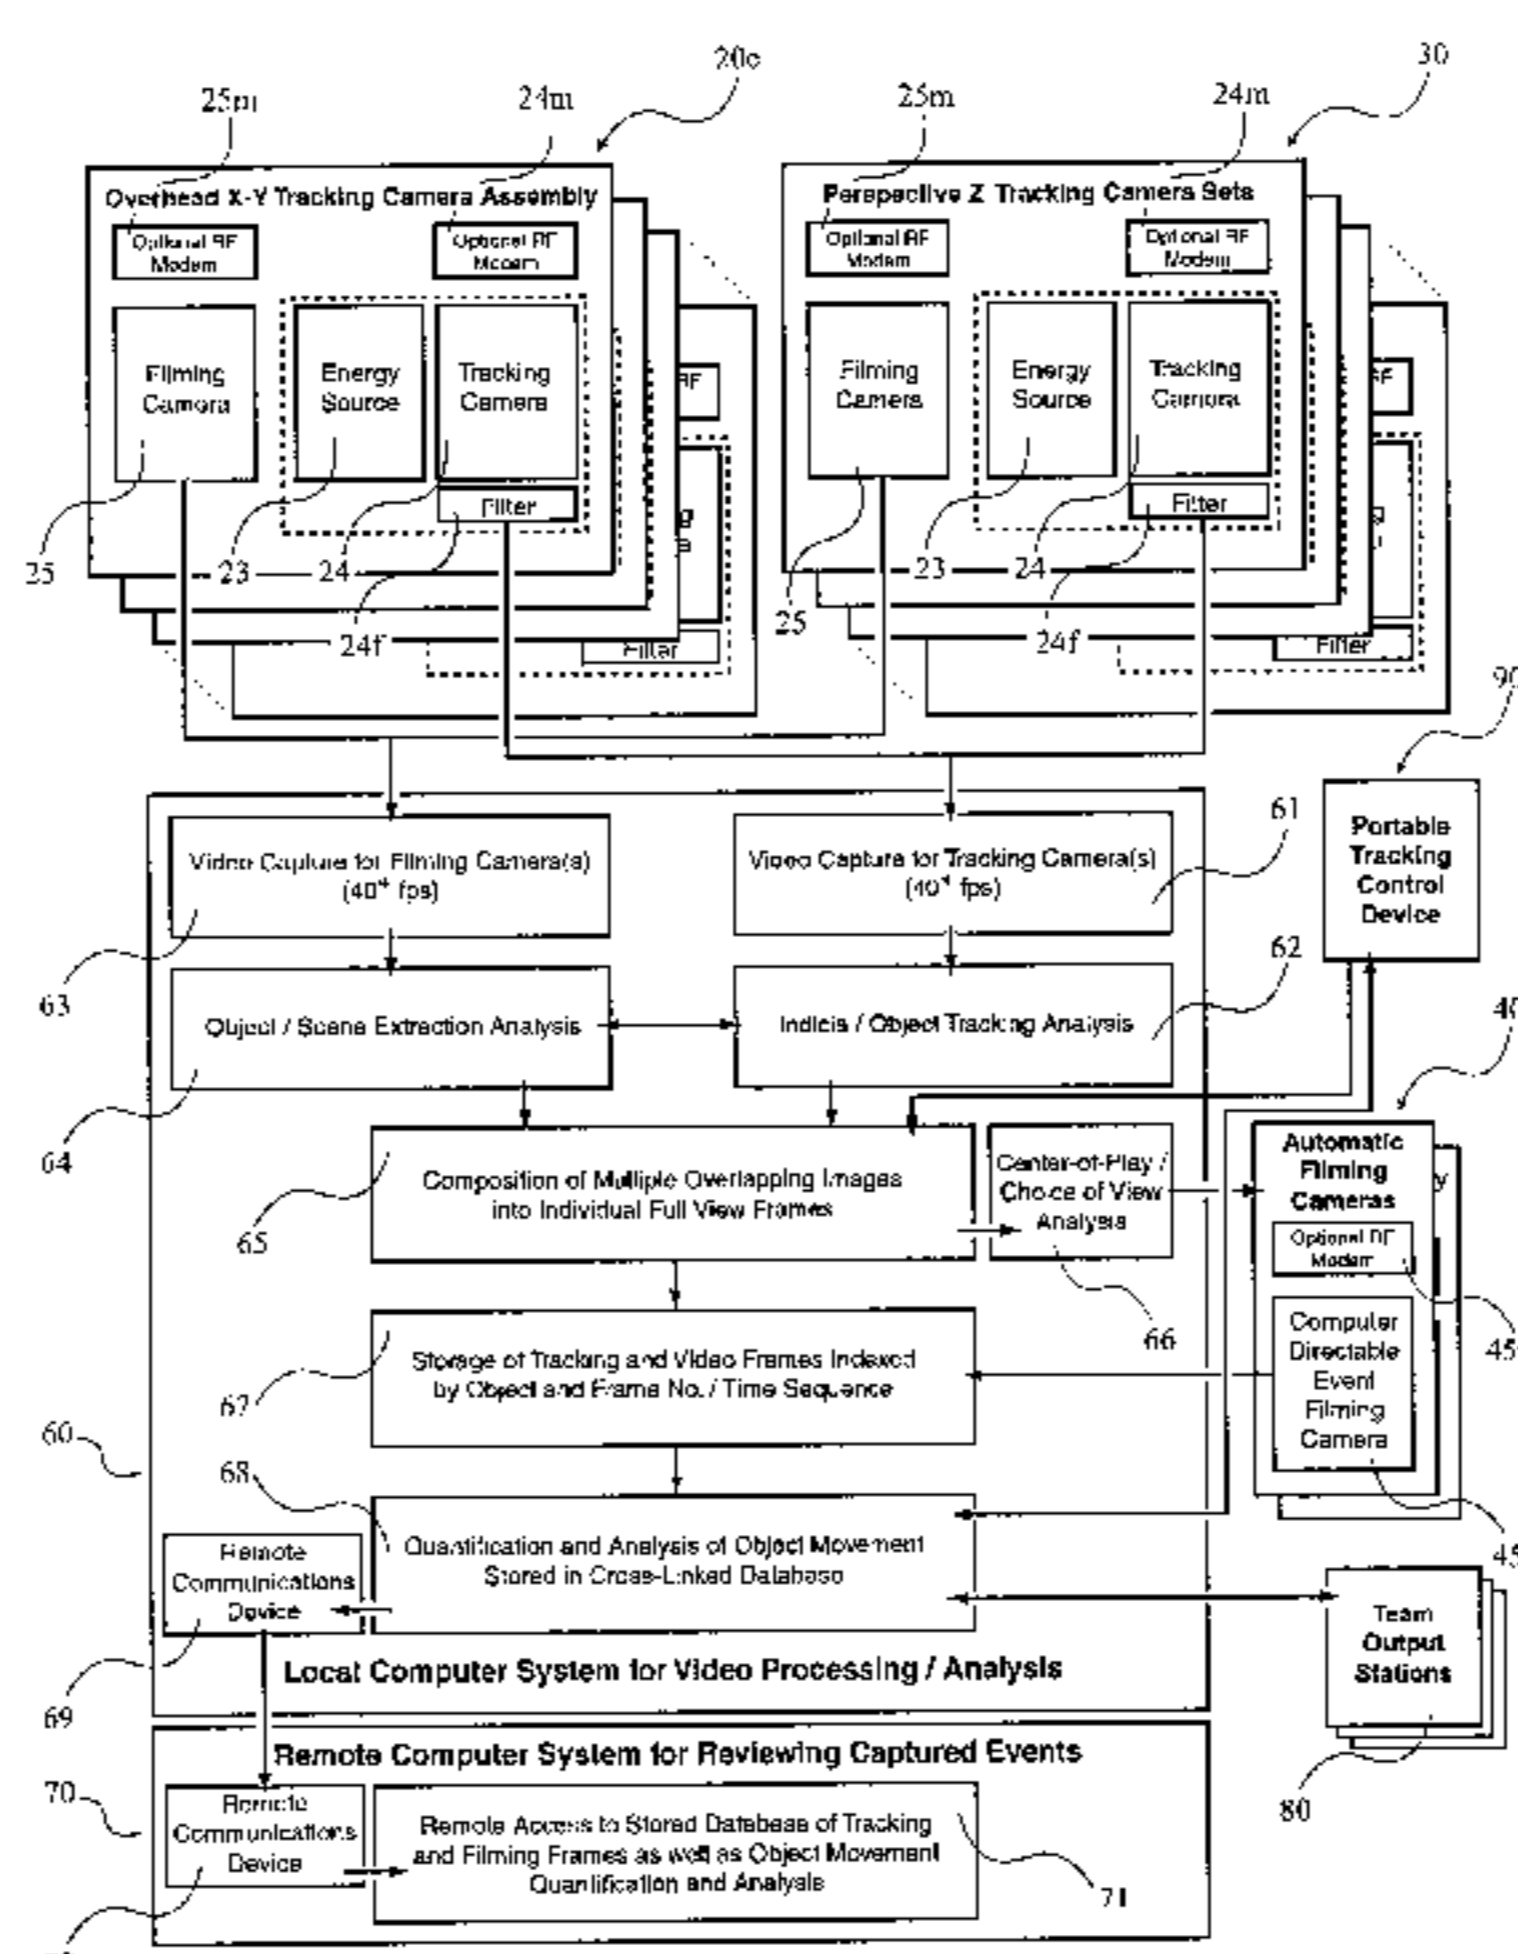 20c
30
25m
24m
25m
24m
Overhead X-Y Tracking Camera Assembly
Perspective Z Tracking Camera Sets
Optional RF
Modem
Optional RF
Modem
Optional RF
Modem
Optional RF
Modem
Filming
Camera
Energy
Source
Tracking
Camera
RF
Filming
Camera
Energy
Source
Tracking
Camera
RF
Filter
g
a
Filter
g
25
23
24
24f
Filter
25
23
24
24f
Filter
90
Video Capture for Filming Camera(s)
(40+ fps)
Video Capture for Tracking Camera(s)
(40+ fps)
61
Portable
Tracking
Control
Device
63
62
Object / Scene Extraction Analysis
Indicia / Object Tracking Analysis
40
64
Composition of Multiple Overlapping Images
into Individual Full View Frames
65
Center-of-Play /
Choice of View
Analysis
66
Automatic
Filming
Cameras
y
Optional RF
Modem
45
Computer
Directable
Event
Filming
Camera
45
Storage of Tracking and Video Frames Indexed
by Object and Frame No. / Time Sequence
67
60
68
Quantification and Analysis of Object Movement
Stored in Cross-Linked Database
Remote
Communications
Device
69
Team
Output
Stations
80
Local Computer System for Video Processing / Analysis
Remote Computer System for Reviewing Captured Events
70
Remote
Communications
Device
Remote Access to Stored Database of Tracking
and Filming Frames as well as Object Movement
Quantification and Analysis
71